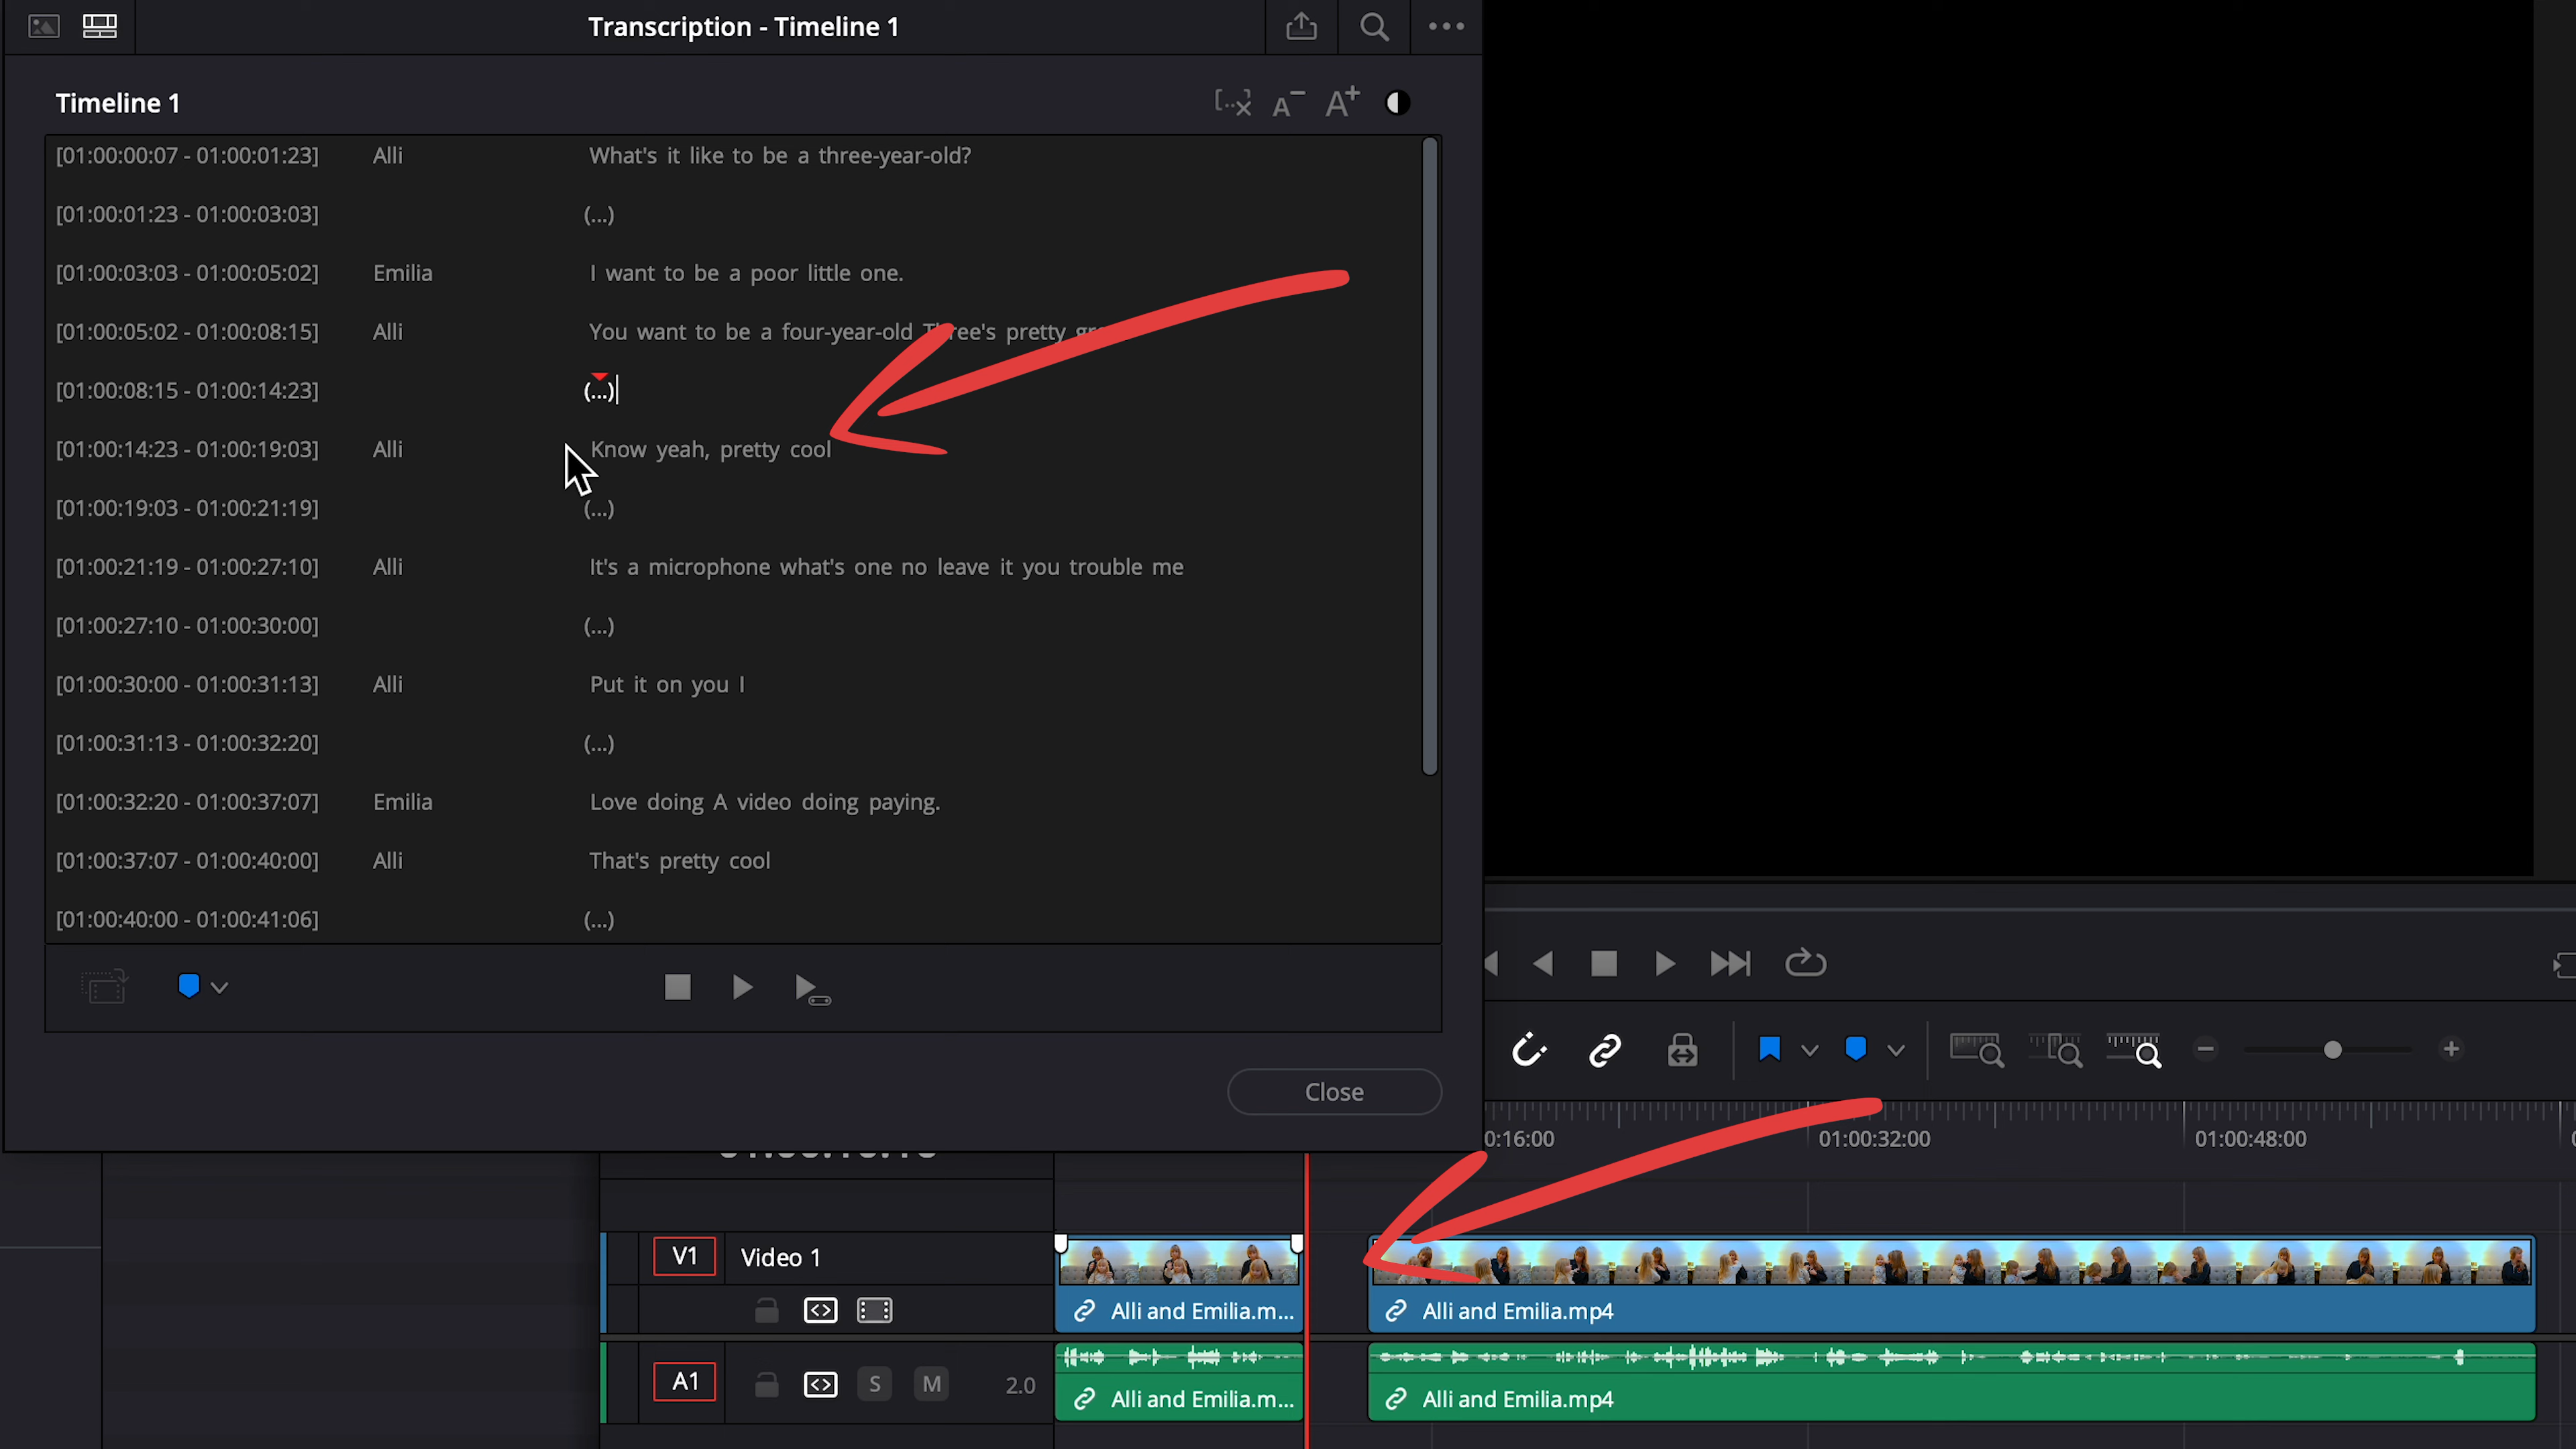 Transcription - Timeline 1
Timeline 1
[01:00:00:07 - 01:00:01:23] Alli What's it like to be a three-year-old?
[01:00:01:23 - 01:00:03:03] (...)
[01:00:03:03 - 01:00:05:02] Emilia I want to be a poor little one.
[01:00:05:02 - 01:00:08:15] Alli You want to be a four-year-old Three's pretty
[01:00:08:15 - 01:00:14:23] (...)
[01:00:14:23 - 01:00:19:03] Alli Know yeah, pretty cool
[01:00:19:03 - 01:00:21:19] (...)
[01:00:21:19 - 01:00:27:10] Alli It's a microphone what's one no leave it you trouble me
[01:00:27:10 - 01:00:30:00] (...)
[01:00:30:00 - 01:00:31:13] Alli Put it on you I
[01:00:31:13 - 01:00:32:20] (...)
[01:00:32:20 - 01:00:37:07] Emilia Love doing A video doing paying.
[01:00:37:07 - 01:00:40:00] Alli That's pretty cool
[01:00:40:00 - 01:00:41:06] (...)
Close
0:16:00 01:00:32:00 01:00:48:00
V1 Video 1
Alli and Emilia.m... Alli and Emilia.mp4
A1 S M 2.0
Alli and Emilia.m... Alli and Emilia.mp4